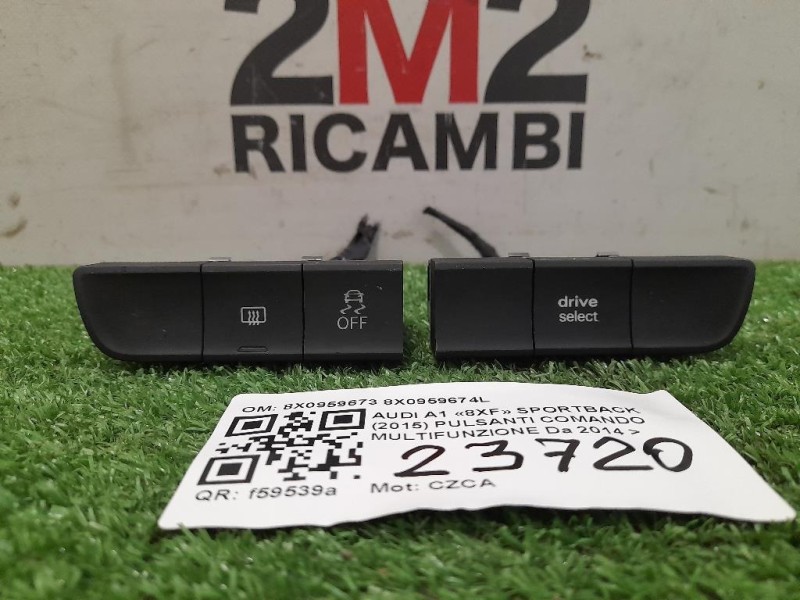 2M2
RICAMBI
OFF
drive
select
OM: 8X0959673 8X0959674L
AUDI A1 «8XF» SPORTBACK
(2015) PULSANTI COMANDO
MULTIFUNZIONE Da 2014 >
23720
QR: f59539a Mot: CZCA